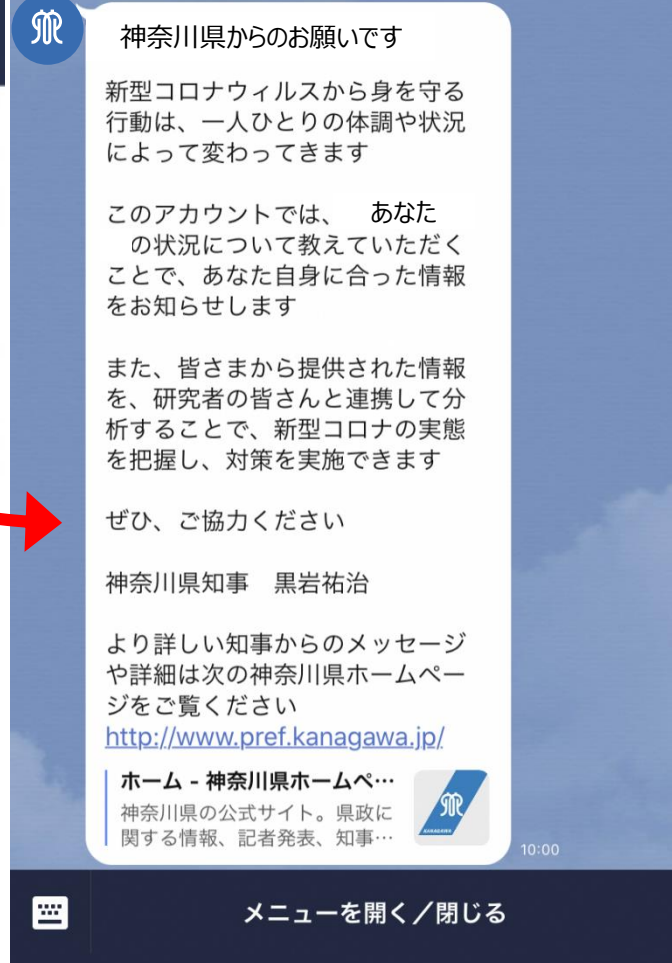 神奈川県からのお願いです
新型コロナウィルスから身を守る
行動は、一人ひとりの体調や状況
によって変わってきます
このアカウントでは、 あなた
の状況について教えていただく
ことで、あなた自身に合った情報
をお知らせします
また、皆さまから提供された情報
を、研究者の皆さんと連携して分
析することで、新型コロナの実態
を把握し、対策を実施できます
ぜひ、ご協力ください
神奈川県知事 黒岩祐治
より詳しい知事からのメッセージ
や詳細は次の神奈川県ホームペー
ジをご覧ください
http://www.pref.kanagawa.jp/
ホーム - 神奈川県ホームペ…
神奈川県の公式サイト。県政に
関する情報、記者発表、知事…
KANAGAWA
10:00
メニューを開く／閉じる